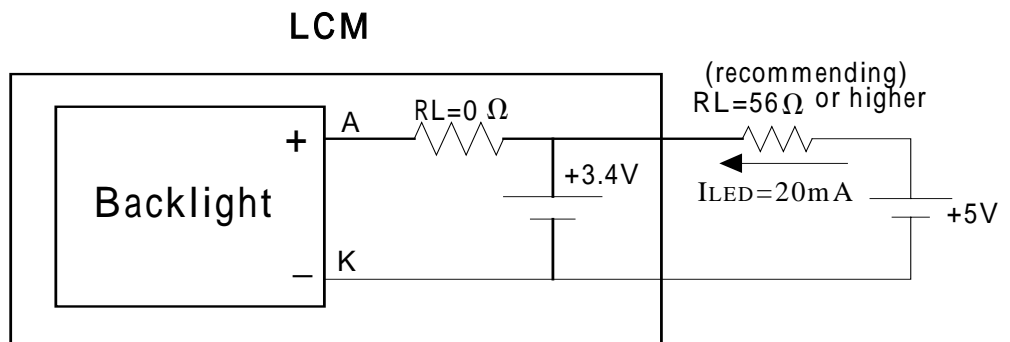 LCM
(recommending)
RL=56Ω or higher
A
RL=0 Ω
+
+3.4V
ILED=20mA
Backlight
+5V
K
−